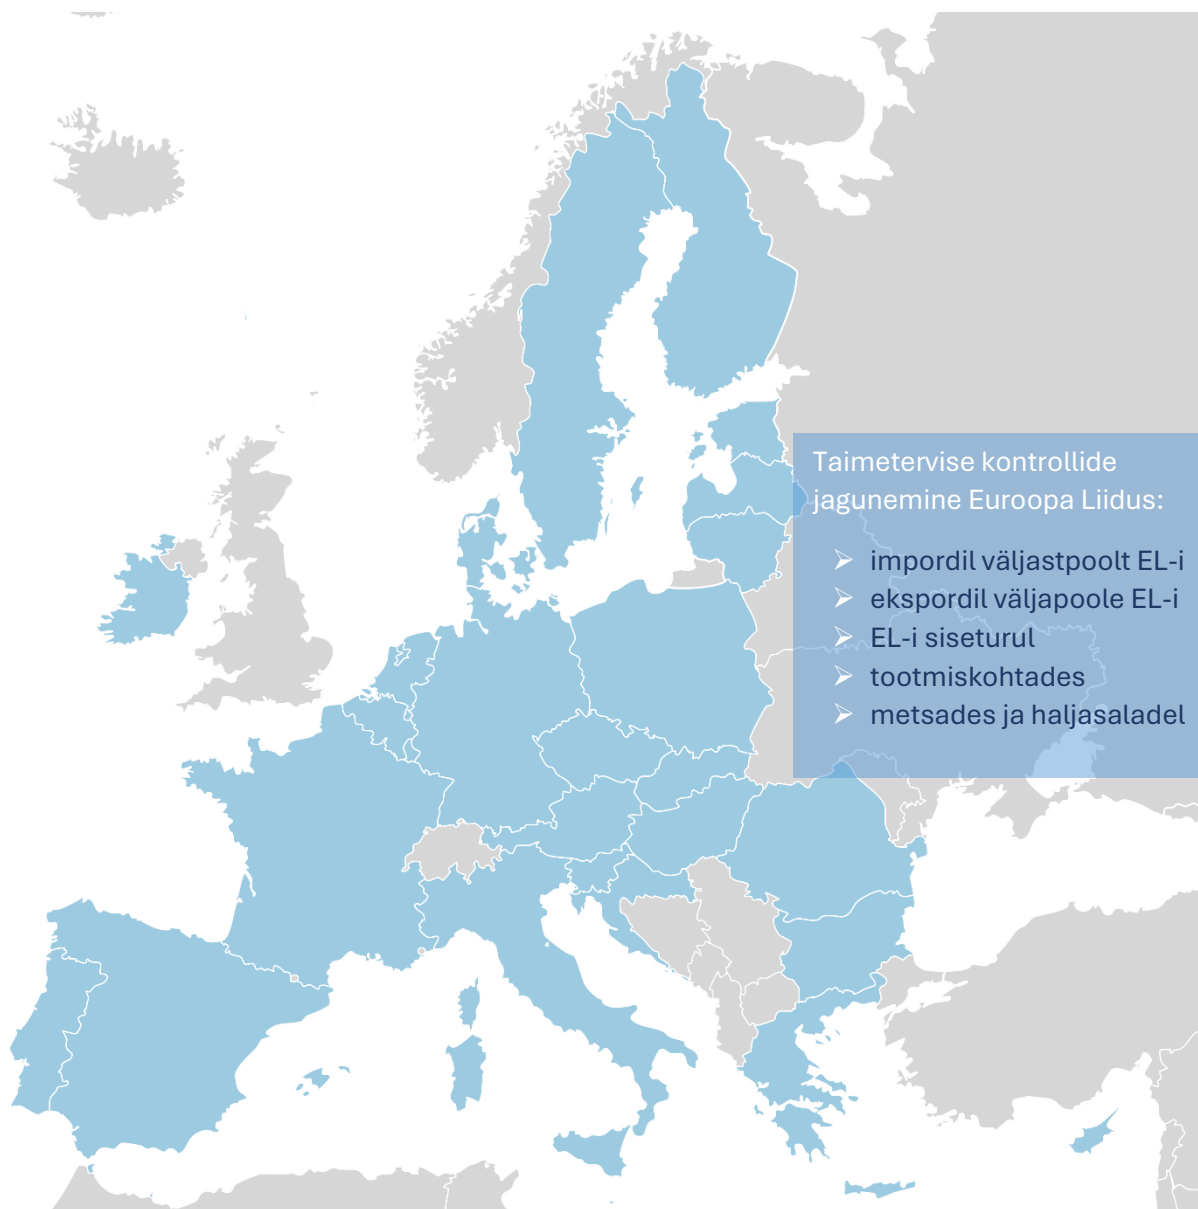 Taimetervise kontrollide
jagunemine Euroopa Liidus:
➢ impordil väljastpoolt EL-i
➢ ekspordil väljapoole EL-i
➢ EL-i siseturul
➢ tootmiskohtades
➢ metsades ja haljasaladel